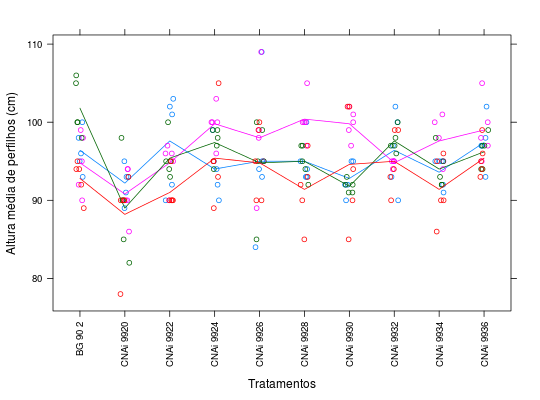 Altura média de perfilhos (cm)
110
100
90
80
BG 90 2
CNAi 9920
CNAi 9922
CNAi 9924
CNAi 9926
CNAi 9928
CNAi 9930
CNAi 9932
CNAi 9934
CNAi 9936
Tratamentos